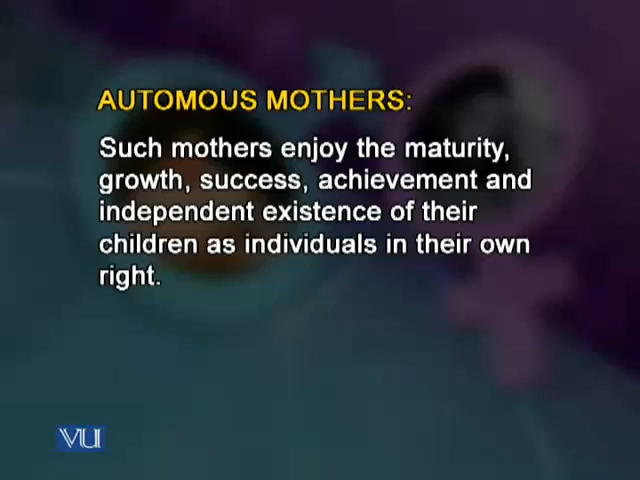 AUTOMOUS MOTHERS:
Such mothers enjoy the maturity,
growth, success, achievement and
independent existence of their
children as individuals in their own
right.
VU